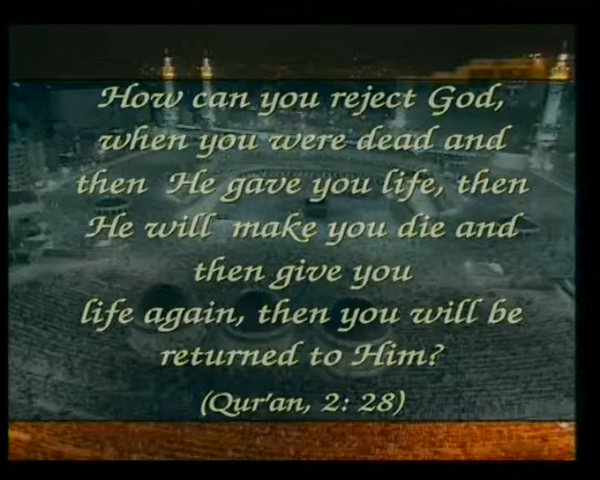 How can you reject God,
when you were dead and
then He gave you life, then
He will make you die and
then give you
life again, then you will be
returned to Him?
(Qur'an, 2: 28)